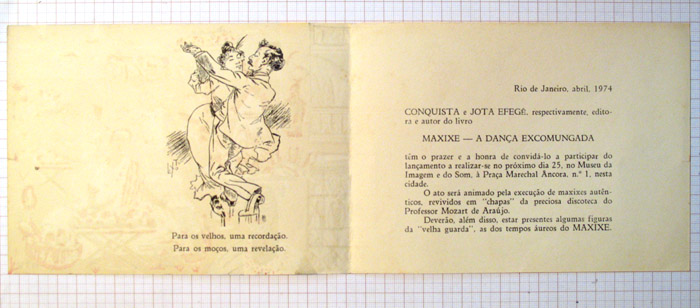 Para os velhos, uma recordação.
Para os moços, uma revelação.
Rio de Janeiro, abril, 1974
CONQUISTA e JOTA EFEGÊ, respectivamente, edito-
ra e autor do livro
MAXIXE — A DANÇA EXCOMUNGADA
têm o prazer e a honra de convidá-lo a participar do
lançamento a realizar-se no próximo dia 25, no Museu da
Imagem e do Som, à Praça Marechal Âncora, n.º 1, nesta
cidade.
O ato será animado pela execução de maxixes autên-
ticos, revividos em "chapas" da preciosa discoteca do
Professor Mozart de Araújo.
Deverão, além disso, estar presentes algumas figuras
da "velha guarda", as dos tempos áureos do MAXIXE.